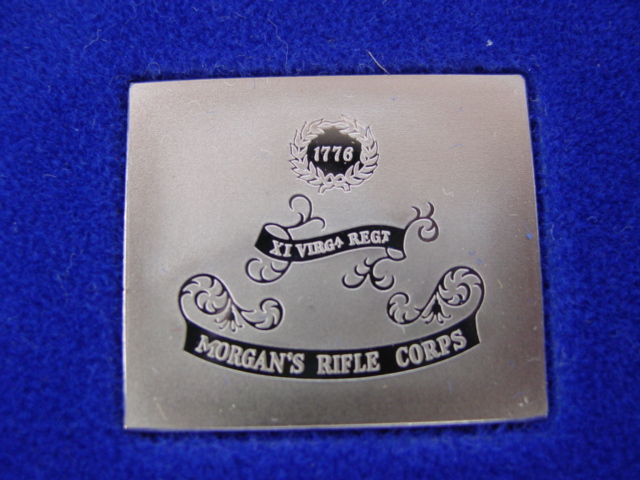 1776
XI VIRGA REGT
MORGAN'S RIFLE CORPS